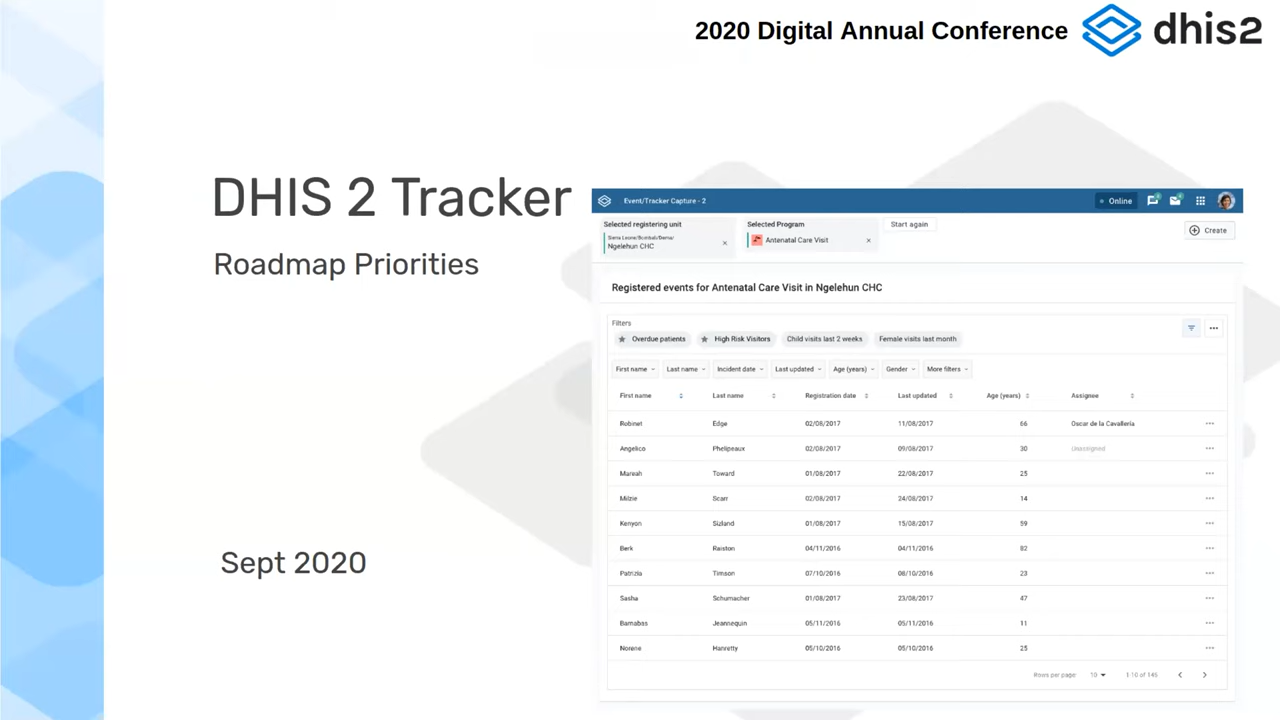 2020 Digital Annual Conference dhis2
DHIS 2 Tracker
Roadmap Priorities
Sept 2020
Event/Tracker Capture - 2
Online
Selected registering unit
Sierra Leone/Bombali/Biema/
Ngelehun CHC
Selected Program
Antenatal Care Visit
Start again
Create
Registered events for Antenatal Care Visit in Ngelehun CHC
Filters
Overdue patients High Risk Visitors Child visits last 2 weeks Female visits last month
First name Last name Incident date Last updated Age (years) Gender More filters
First name Last name Registration date Last updated Age (years) Assignee
Robinet Edge 02/08/2017 11/08/2017 66 Oscar de la Cavalleria
Angelico Phelipeaux 02/08/2017 09/08/2017 30 Unassigned
Mareah Toward 01/08/2017 22/08/2017 25
Milzie Scarr 02/08/2017 24/08/2017 14
Kenyon Sizland 01/08/2017 15/08/2017 59
Berk Raiston 04/11/2016 04/11/2016 82
Patrizia Timson 07/10/2016 08/10/2016 23
Sasha Schumacher 01/08/2017 23/08/2017 47
Barnabas Jeannequin 05/11/2016 05/11/2016 11
Norene Hanretty 05/10/2016 05/10/2016 25
Rows per page: 10 1-10 of 145